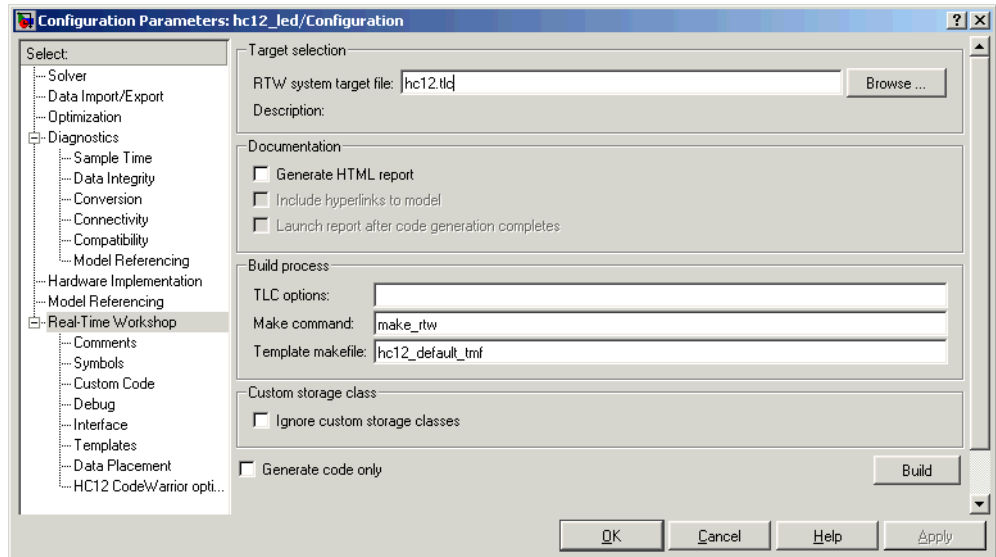 Configuration Parameters: hc12_led/Configuration
Select:
Solver
Data Import/Export
Optimization
Diagnostics
Sample Time
Data Integrity
Conversion
Connectivity
Compatibility
Model Referencing
Hardware Implementation
Model Referencing
Real-Time Workshop
Comments
Symbols
Custom Code
Debug
Interface
Templates
Data Placement
HC12 CodeWarrior opti...
Target selection
RTW system target file: hc12.tlc Browse ...
Description:
Documentation
Generate HTML report
Include hyperlinks to model
Launch report after code generation completes
Build process
TLC options:
Make command: make_rtw
Template makefile: hc12_default_tmf
Custom storage class
Ignore custom storage classes
Generate code only Build
OK Cancel Help Apply